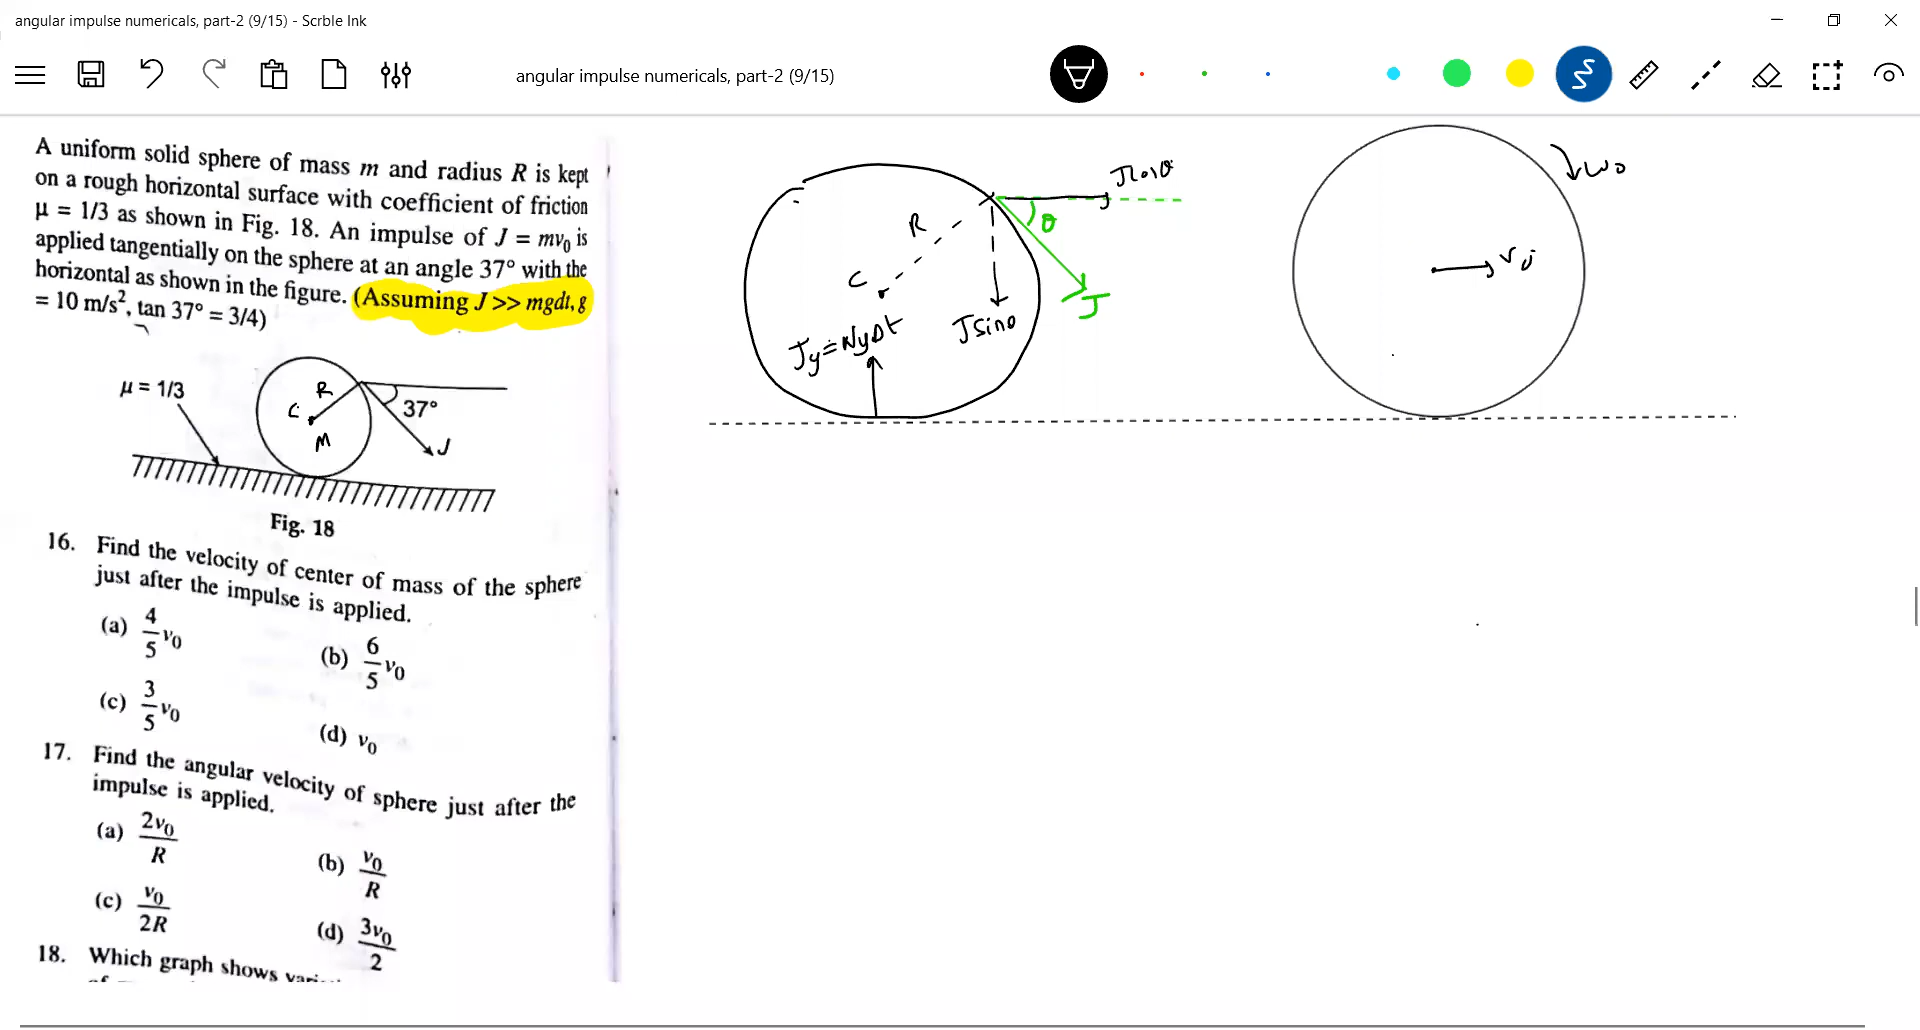 angular impulse numericals, part-2 (9/15) - Scrble Ink
angular impulse numericals, part-2 (9/15)
A uniform solid sphere of mass m and radius R is kept
on a rough horizontal surface with coefficient of friction
μ = 1/3 as shown in Fig. 18. An impulse of J = mv₀ is
applied tangentially on the sphere at an angle 37° with the
horizontal as shown in the figure. (Assuming J >> mgdt, g
= 10 m/s², tan 37° = 3/4)
μ = 1/3
R
C
M
37°
J
Fig. 18
16. Find the velocity of center of mass of the sphere
just after the impulse is applied.
(a) 4/5 v₀
(b) 6/5 v₀
(c) 3/5 v₀
(d) v₀
17. Find the angular velocity of sphere just after the
impulse is applied.
(a) 2v₀/R
(b) v₀/R
(c) v₀/2R
(d) 3v₀/2
18. Which graph shows
Jcosθ
θ
R
C
J
Jsinθ
Jy=NyΔt
ω₀
v₀